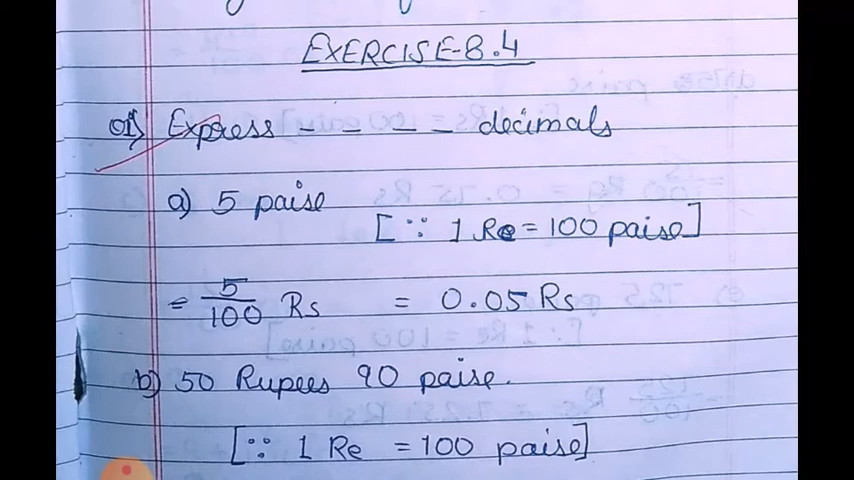 EXERCISE-8.4
01) Express - - - - decimals
a) 5 paise
[∵ 1 Re = 100 paise]
= 5/100 Rs = 0.05 Rs
b) 50 Rupees 90 paise.
[∵ 1 Re = 100 paise]